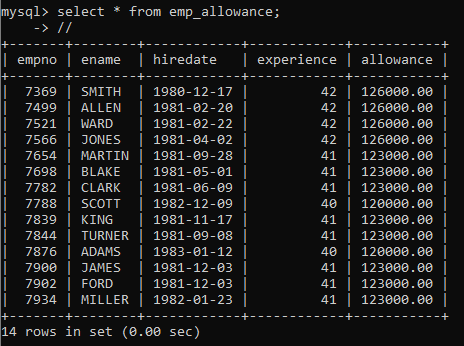 mysql> select * from emp_allowance;
    -> //
+-------+--------+------------+------------+-----------+
| empno | ename  | hiredate   | experience | allowance |
+-------+--------+------------+------------+-----------+
|  7369 | SMITH  | 1980-12-17 |         42 | 126000.00 |
|  7499 | ALLEN  | 1981-02-20 |         42 | 126000.00 |
|  7521 | WARD   | 1981-02-22 |         42 | 126000.00 |
|  7566 | JONES  | 1981-04-02 |         42 | 126000.00 |
|  7654 | MARTIN | 1981-09-28 |         41 | 123000.00 |
|  7698 | BLAKE  | 1981-05-01 |         41 | 123000.00 |
|  7782 | CLARK  | 1981-06-09 |         41 | 123000.00 |
|  7788 | SCOTT  | 1982-12-09 |         40 | 120000.00 |
|  7839 | KING   | 1981-11-17 |         41 | 123000.00 |
|  7844 | TURNER | 1981-09-08 |         41 | 123000.00 |
|  7876 | ADAMS  | 1983-01-12 |         40 | 120000.00 |
|  7900 | JAMES  | 1981-12-03 |         41 | 123000.00 |
|  7902 | FORD   | 1981-12-03 |         41 | 123000.00 |
|  7934 | MILLER | 1982-01-23 |         41 | 123000.00 |
+-------+--------+------------+------------+-----------+
14 rows in set (0.00 sec)